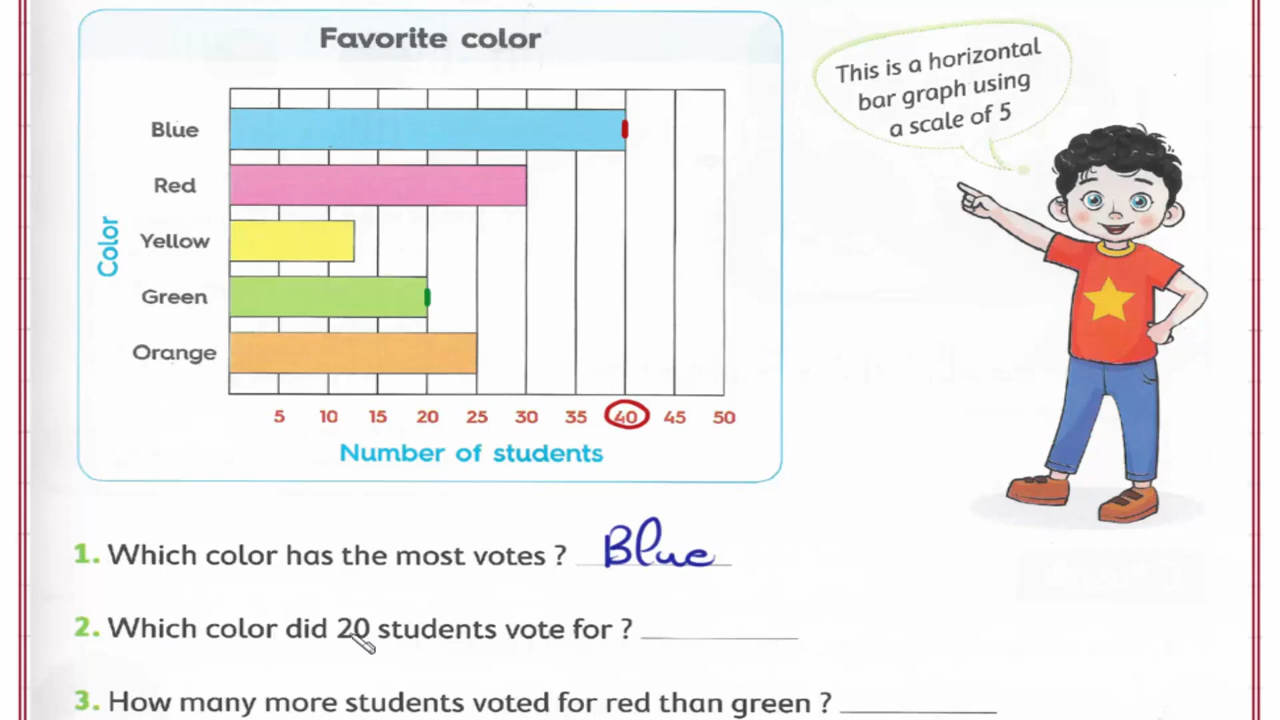 Favorite color
This is a horizontal
bar graph using
a scale of 5
Blue
Red
Yellow
Green
Orange
Color
5 10 15 20 25 30 35 40 45 50
Number of students
1. Which color has the most votes ? Blue
2. Which color did 20 students vote for ?
3. How many more students voted for red than green ?